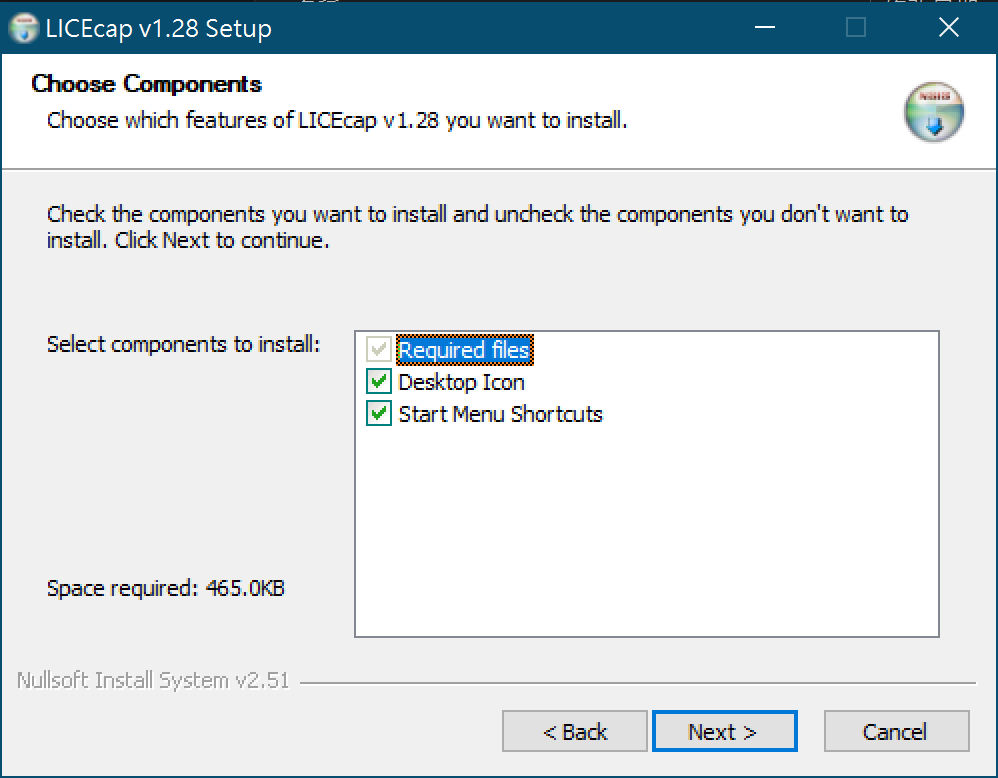 LICEcap v1.28 Setup
Choose Components
Choose which features of LICEcap v1.28 you want to install.
Check the components you want to install and uncheck the components you don't want to
install. Click Next to continue.
Select components to install:
Required files
Desktop Icon
Start Menu Shortcuts
Space required: 465.0KB
Nullsoft Install System v2.51
< Back
Next >
Cancel